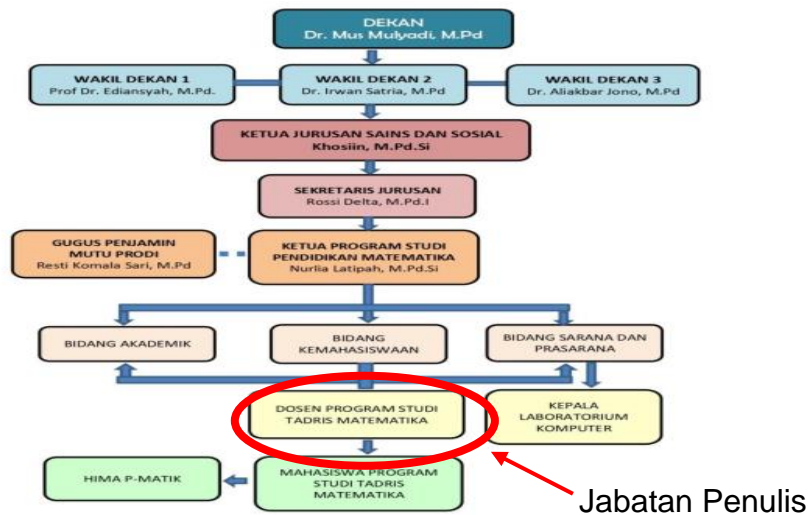 DEKAN
Dr. Mus Mulyadi, M.Pd
WAKIL DEKAN 1
Prof Dr. Ediansyah, M.Pd.
WAKIL DEKAN 2
Dr. Irwan Satria, M.Pd
WAKIL DEKAN 3
Dr. Aliakbar Jono, M.Pd
KETUA JURUSAN SAINS DAN SOSIAL
Khosiin, M.Pd.Si
SEKRETARIS JURUSAN
Rossi Delta, M.Pd.I
GUGUS PENJAMIN
MUTU PRODI
Resti Komala Sari, M.Pd
KETUA PROGRAM STUDI
PENDIDIKAN MATEMATIKA
Nurlia Latipah, M.Pd.Si
BIDANG AKADEMIK
BIDANG
KEMAHASISWAAN
BIDANG SARANA DAN
PRASARANA
DOSEN PROGRAM STUDI
TADRIS MATEMATIKA
KEPALA
LABORATORIUM
KOMPUTER
HIMA P-MATIK
MAHASISWA PROGRAM
STUDI TADRIS
MATEMATIKA
Jabatan Penulis